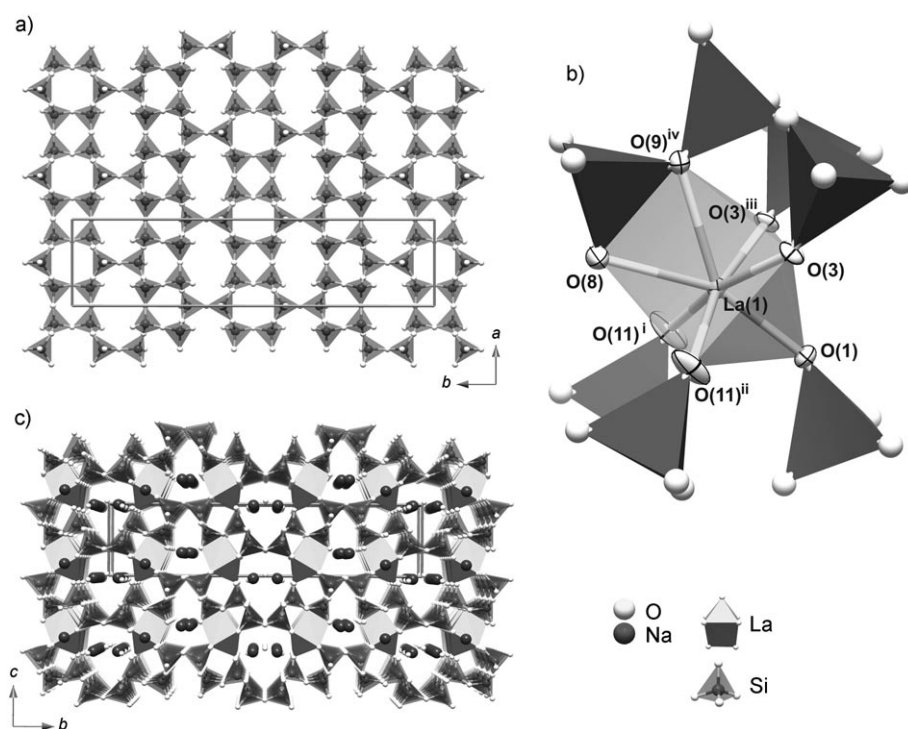 a)
b)
O(9)iv
O(3)iii
O(8)
O(3)
La(1)
O(11)i
O(1)
O(11)ii
a
b
c)
O
Na
La
Si
c
b